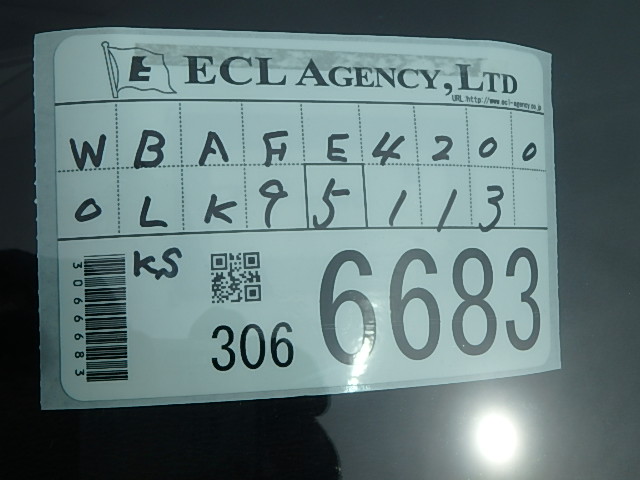 E ECL AGENCY, LTD
URL:http://www.ecl-agency.co.jp
W B A F E 4 2 0 0
0 L K 9 5 1 1 3
K,S
3066683
306 6683